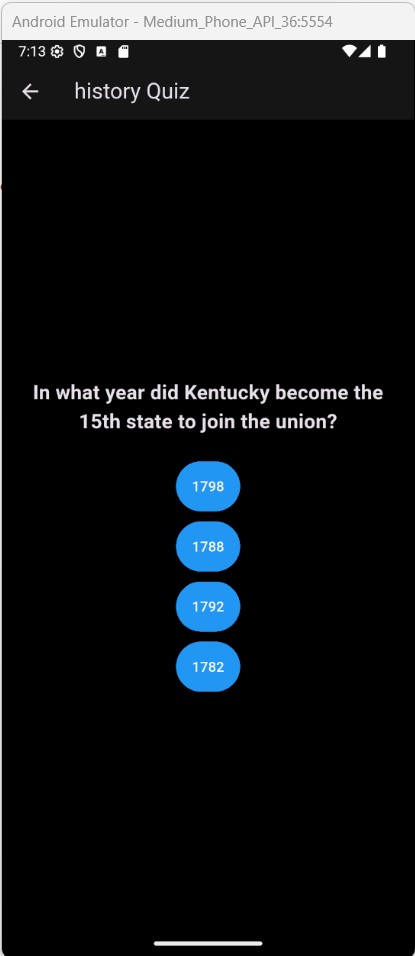 Android Emulator - Medium_Phone_API_36:5554
7:13
history Quiz
In what year did Kentucky become the
15th state to join the union?
1798
1788
1792
1782